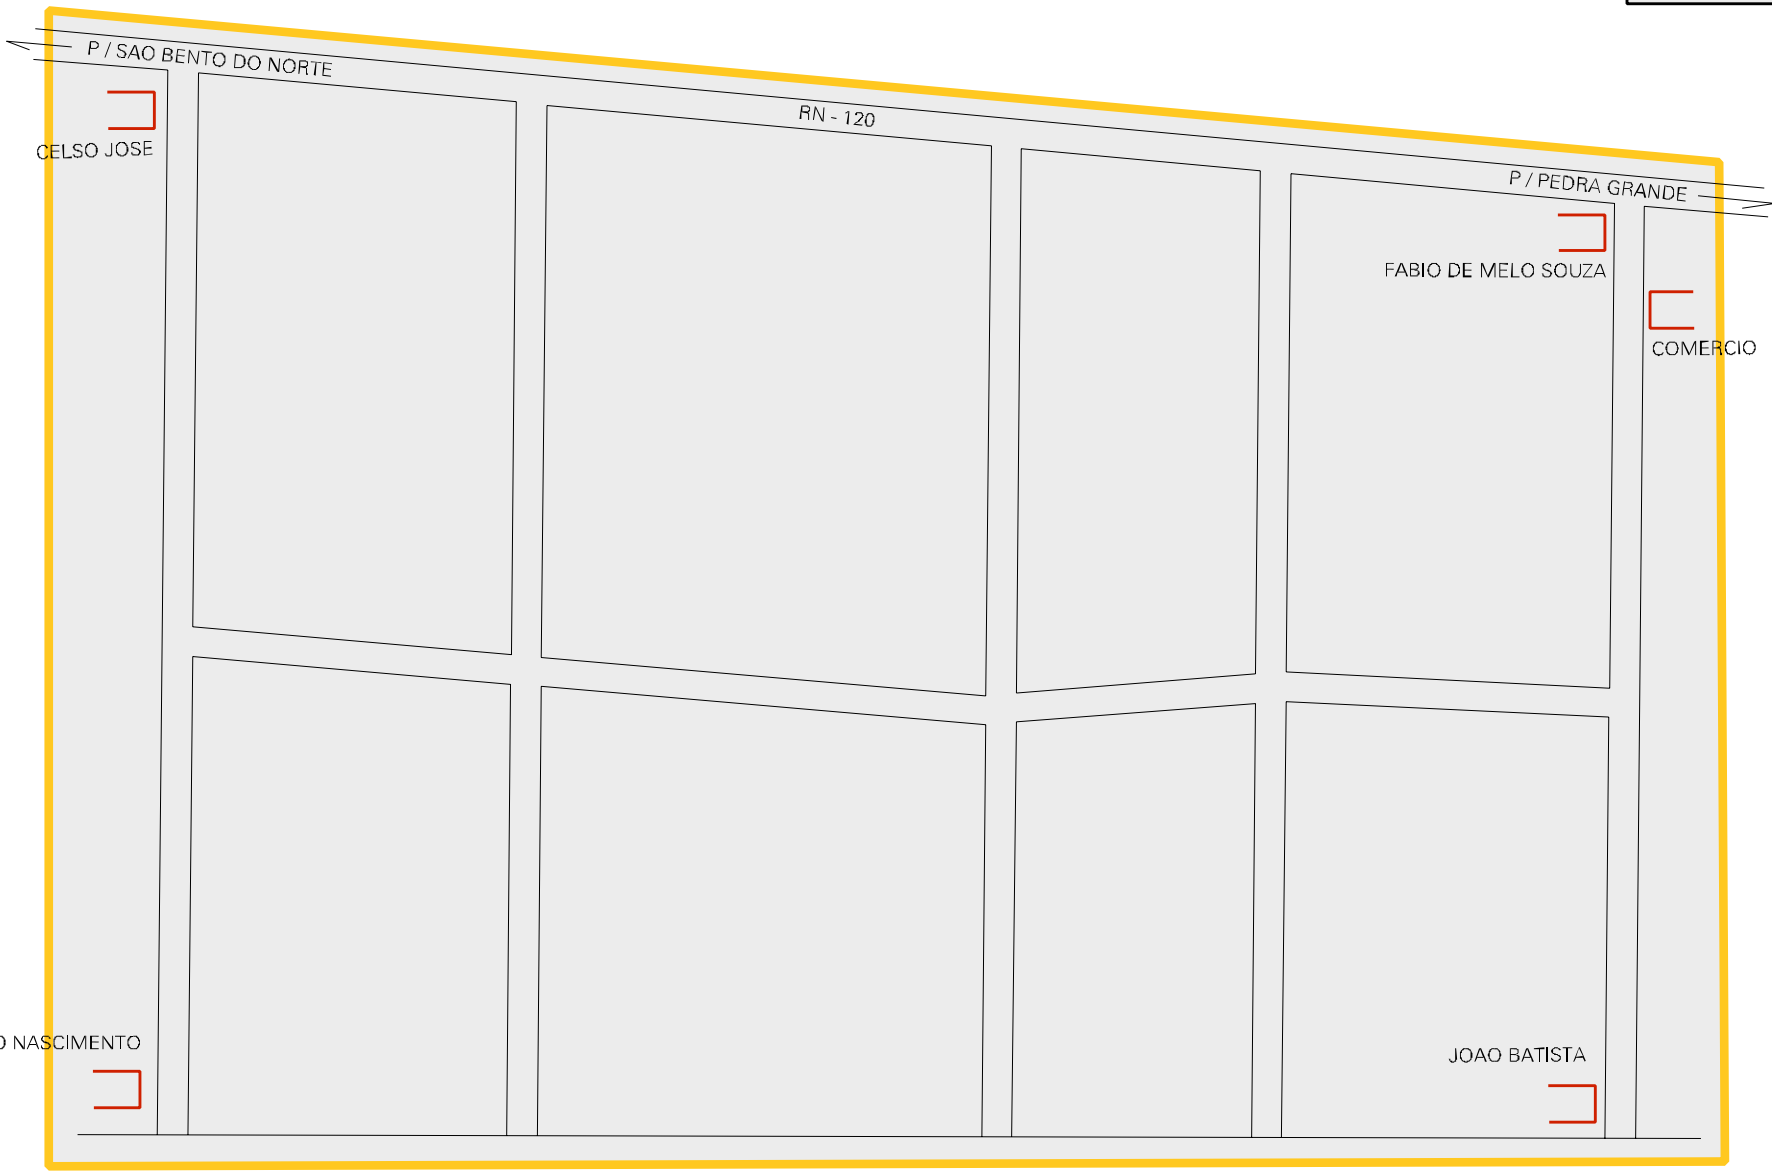 P / SAO BENTO DO NORTE
RN - 120
P / PEDRA GRANDE
CELSO JOSE
FABIO DE MELO SOUZA
COMERCIO
NASCIMENTO
JOAO BATISTA